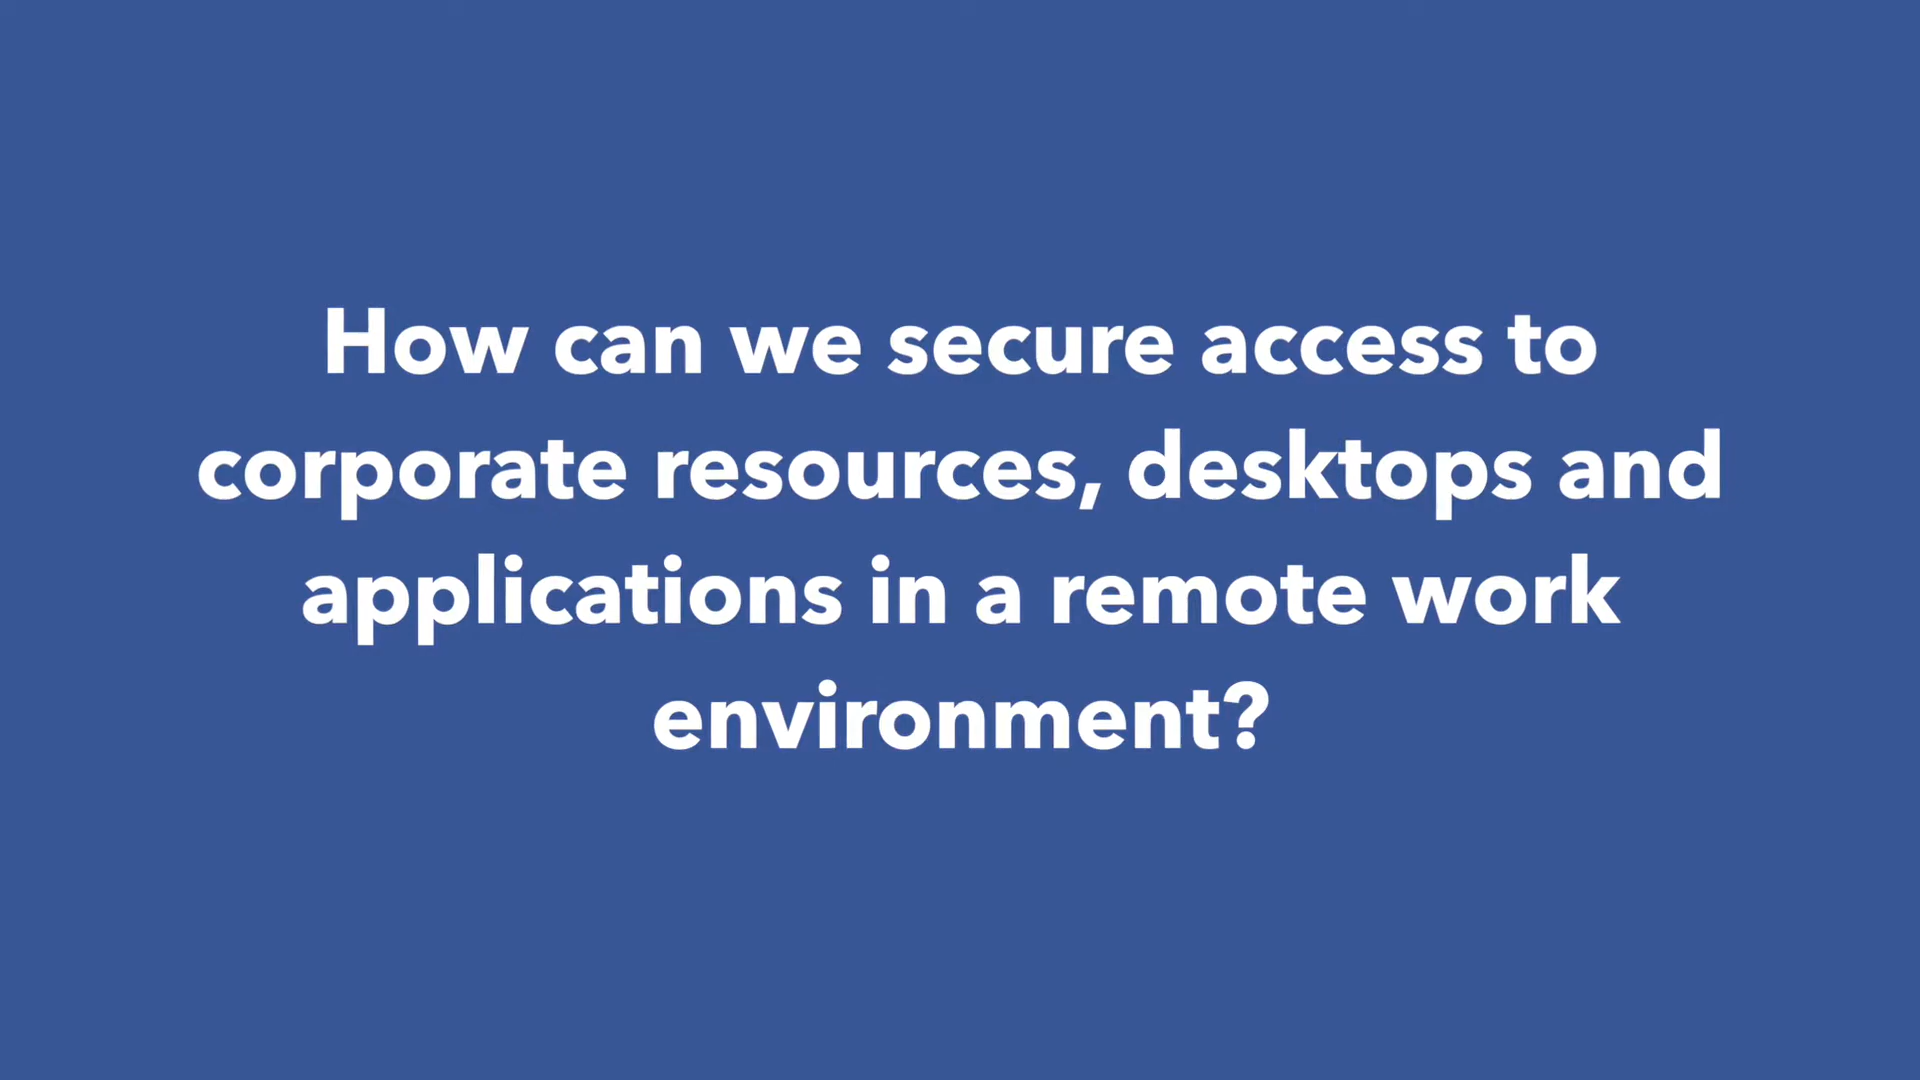 How can we secure access to
corporate resources, desktops and
applications in a remote work
environment?